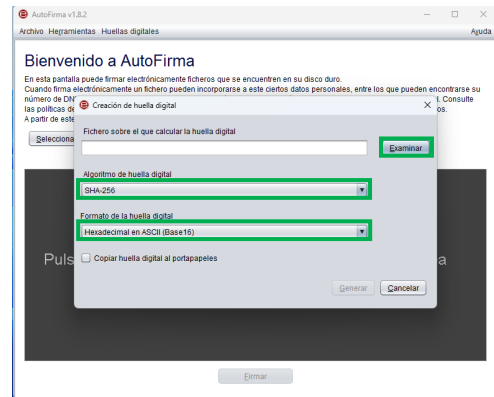 AutoFirma v1.8.2
Archivo Herramientas Huellas digitales Ayuda
Bienvenido a AutoFirma
En esta pantalla puede firmar electrónicamente ficheros que se encuentren en su disco duro.
Cuando firma electrónicamente un fichero pueden incorporarse a este ciertos datos personales, entre los que pueden encontrarse su
número de DN l. Consulte
las políticas de os.
A partir de este
Selecciona
Creación de huella digital
Fichero sobre el que calcular la huella digital
Examinar
Algoritmo de huella digital
SHA-256
Formato de la huella digital
Hexadecimal en ASCII (Base16)
Puls a
Copiar huella digital al portapapeles
Generar Cancelar
Firmar